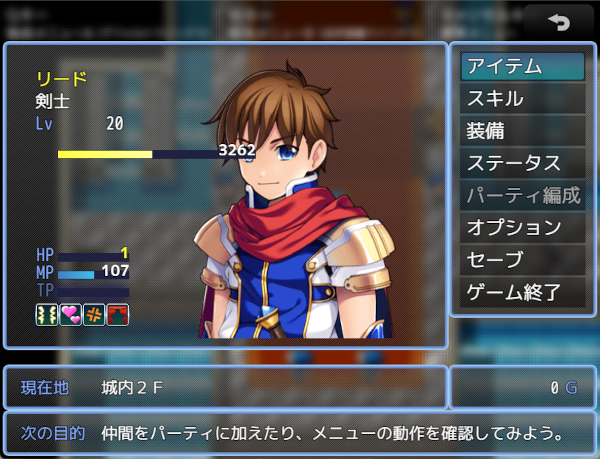 リード
剣士
Lv 20
3262
HP 1
MP 107
TP
アイテム
スキル
装備
ステータス
パーティ編成
オプション
セーブ
ゲーム終了
現在地 城内２Ｆ
0 G
次の目的 仲間をパーティに加えたり、メニューの動作を確認してみよう。